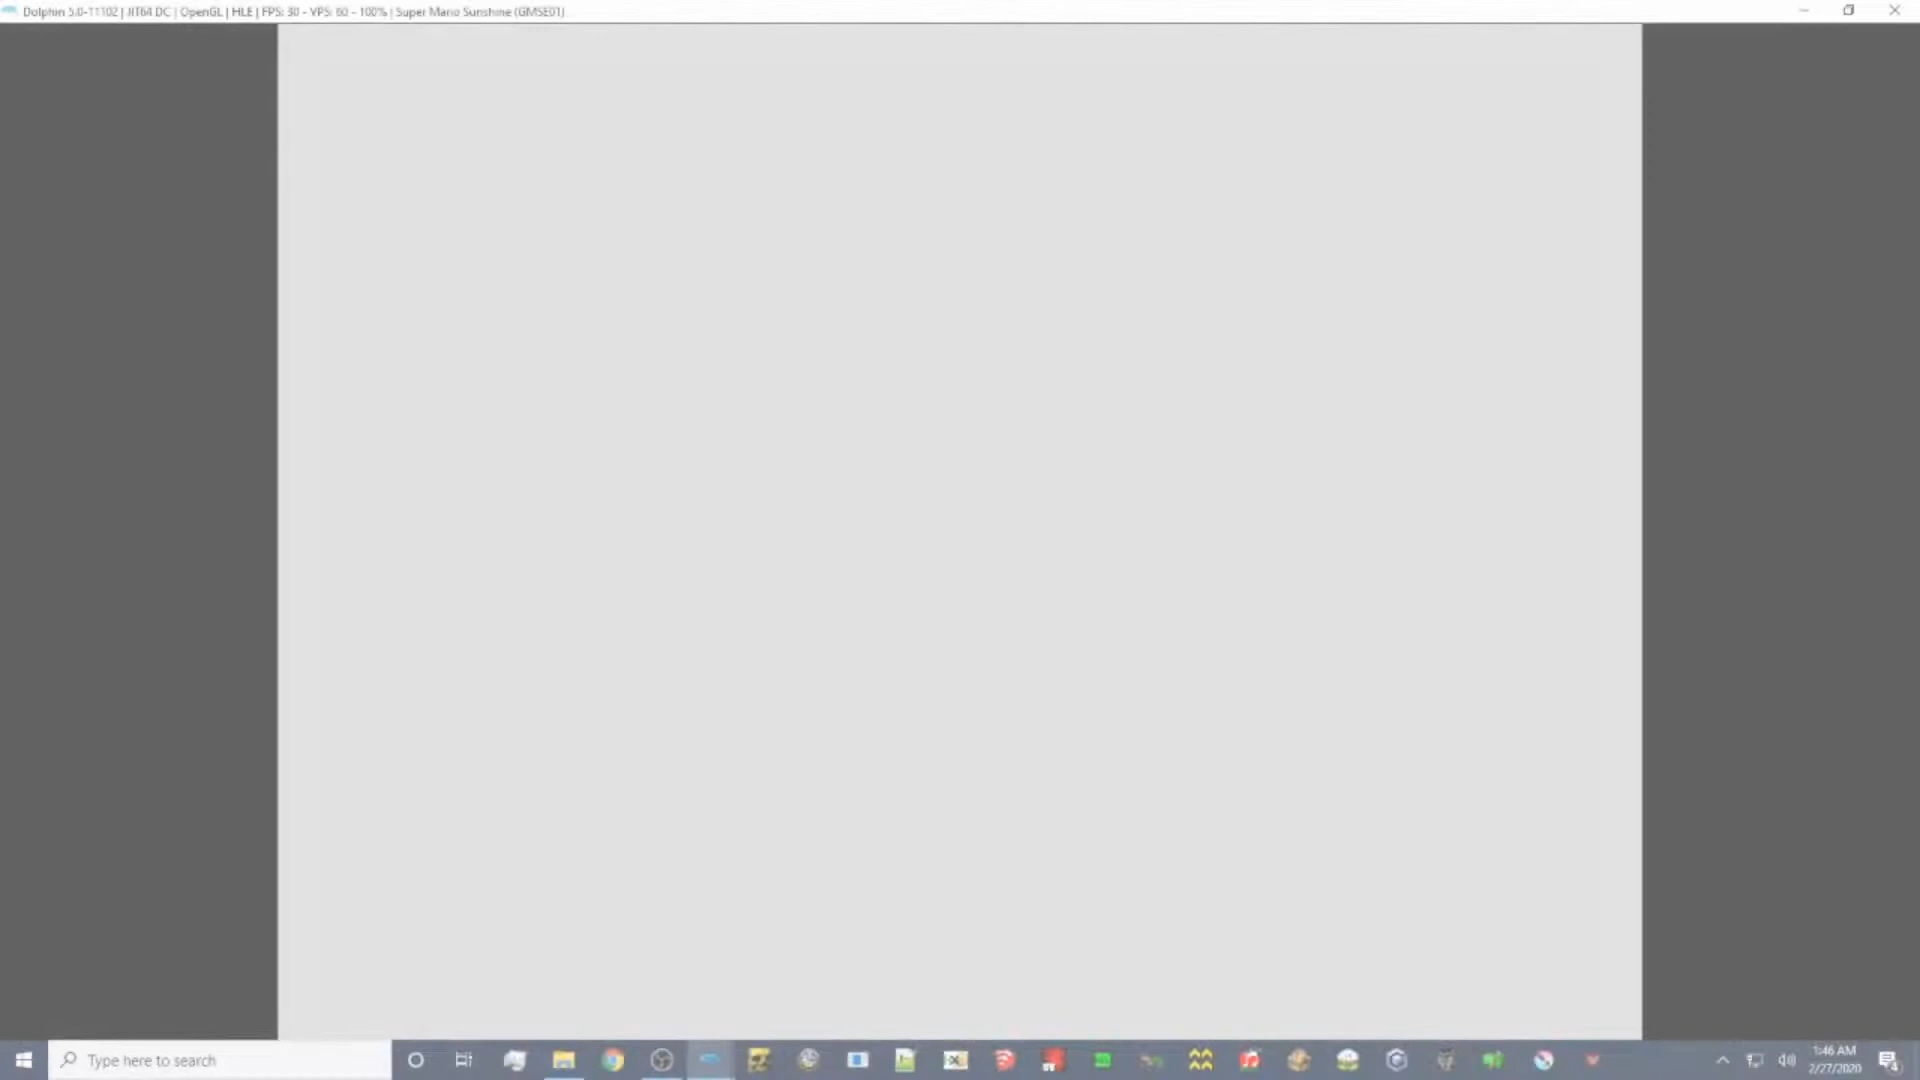 Dolphin 5.0-11102 | JIT64 DC | OpenGL | HLE | FPS: 30 - VPS: 60 - 100% | Super Mario Sunshine (GMSE01)
Type here to search
1:46 AM
2/27/2020
4